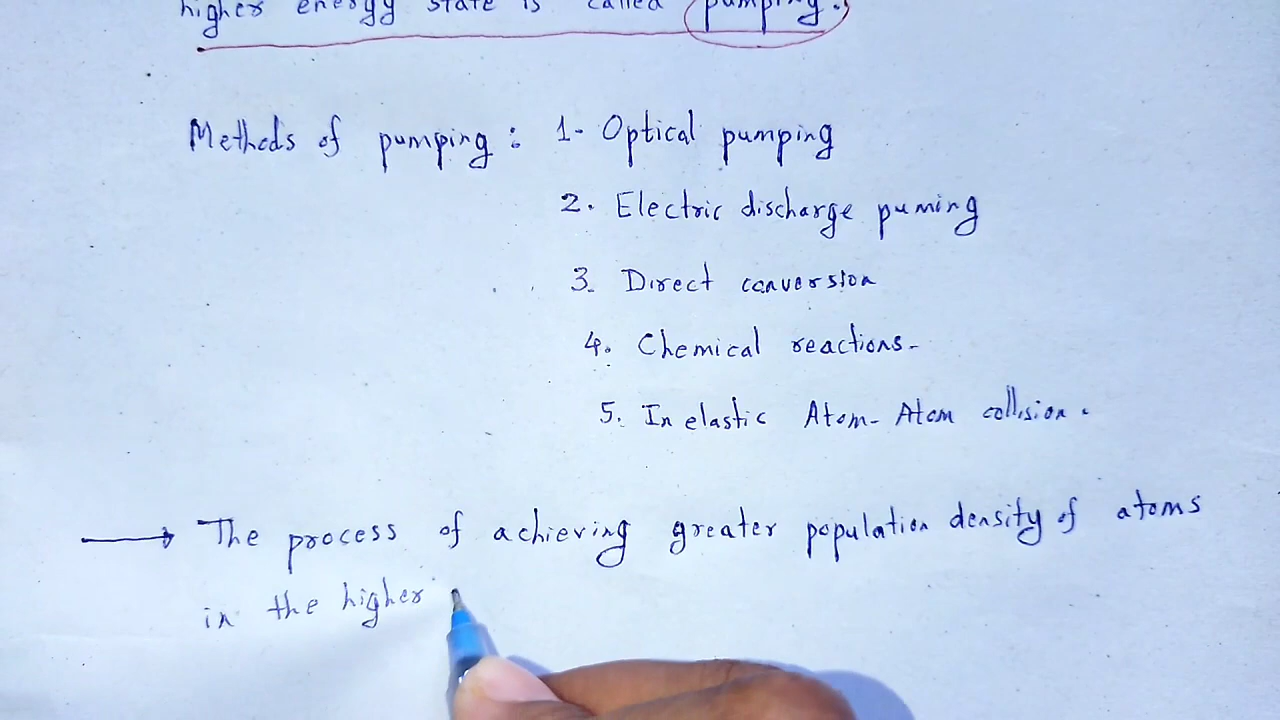 higher energy state is called pumping.
Methods of pumping : 1- Optical pumping
2. Electric discharge puming
3. Direct conversion
4. Chemical reactions-
5. In elastic Atom-Atom collision.
→ The process of achieving greater population density of atoms
in the higher